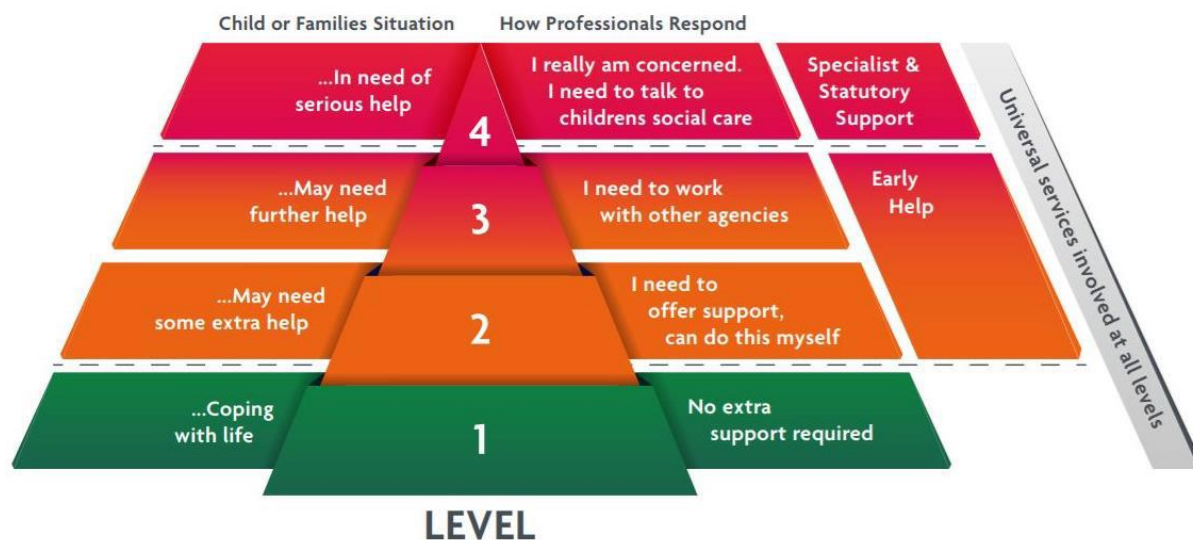 Child or Families Situation
How Professionals Respond
...In need of
serious help
4
I really am concerned.
I need to talk to
childrens social care
Specialist &
Statutory
Support
...May need
further help
3
I need to work
with other agencies
Early
Help
...May need
some extra help
2
I need to
offer support,
can do this myself
...Coping
with life
1
No extra
support required
Universal services involved at all levels
LEVEL